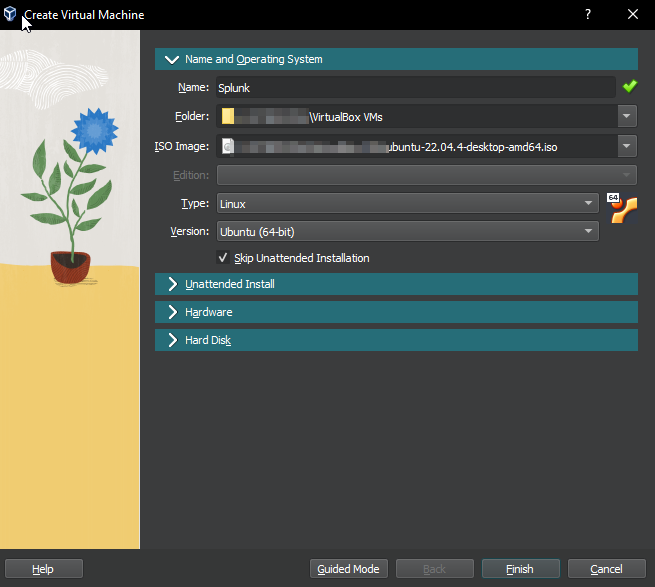 Create Virtual Machine
?
Name and Operating System
Name: Splunk
Folder: \VirtualBox VMs
ISO Image: ubuntu-22.04.4-desktop-amd64.iso
Edition:
Type: Linux
64
Version: Ubuntu (64-bit)
Skip Unattended Installation
Unattended Install
Hardware
Hard Disk
Help Guided Mode Back Finish Cancel